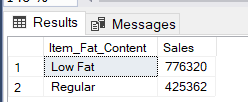 Results Messages
Item_Fat_Content Sales
1 Low Fat 776320
2 Regular 425362